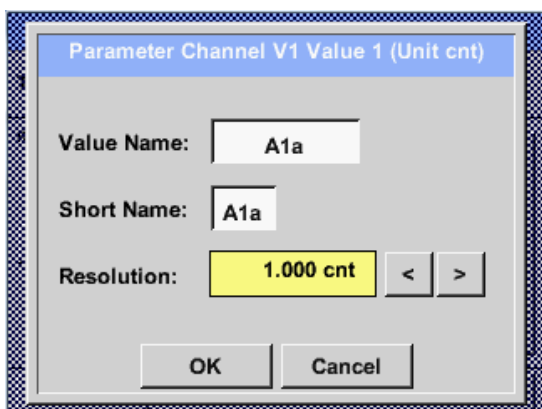 Parameter Channel V1 Value 1 (Unit cnt)
Value Name: A1a
Short Name: A1a
Resolution: 1.000 cnt < >
OK Cancel